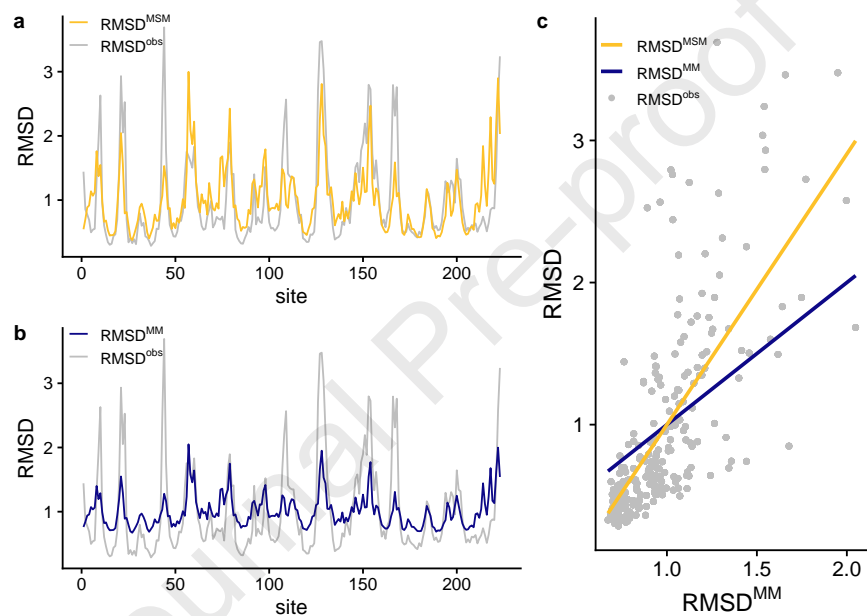 a
RMSD^MSM
RMSD^obs
3
2
1
RMSD
0
50
100
150
200
site
b
RMSD^MM
RMSD^obs
3
2
1
RMSD
0
50
100
150
200
site
c
RMSD^MSM
RMSD^MM
RMSD^obs
3
2
1
RMSD
1.0
1.5
2.0
RMSD^MM
Journal Pre-proof